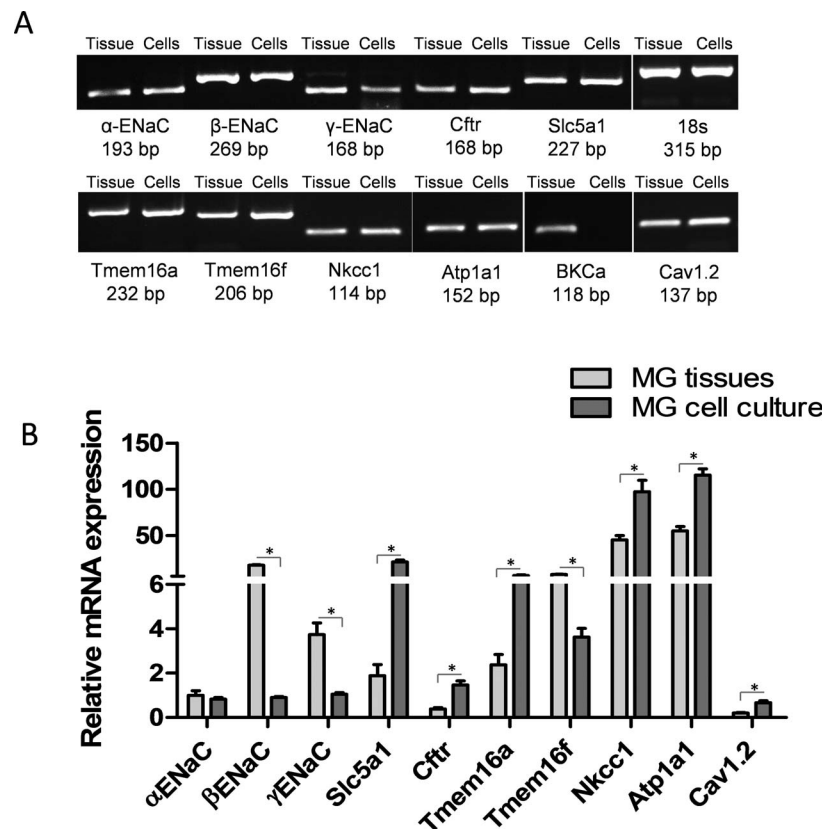 A
Tissue Cells Tissue Cells Tissue Cells Tissue Cells Tissue Cells Tissue Cells
α-ENaC β-ENaC γ-ENaC Cftr Slc5a1 18s
193 bp 269 bp 168 bp 168 bp 227 bp 315 bp
Tissue Cells Tissue Cells Tissue Cells Tissue Cells Tissue Cells Tissue Cells
Tmem16a Tmem16f Nkcc1 Atp1a1 BKCa Cav1.2
232 bp 206 bp 114 bp 152 bp 118 bp 137 bp
MG tissues
MG cell culture
B
Relative mRNA expression
150
100
50
6
4
2
0
* * * * * * * * *
αENaC βENaC γENaC Slc5a1 Cftr Tmem16a Tmem16f Nkcc1 Atp1a1 Cav1.2